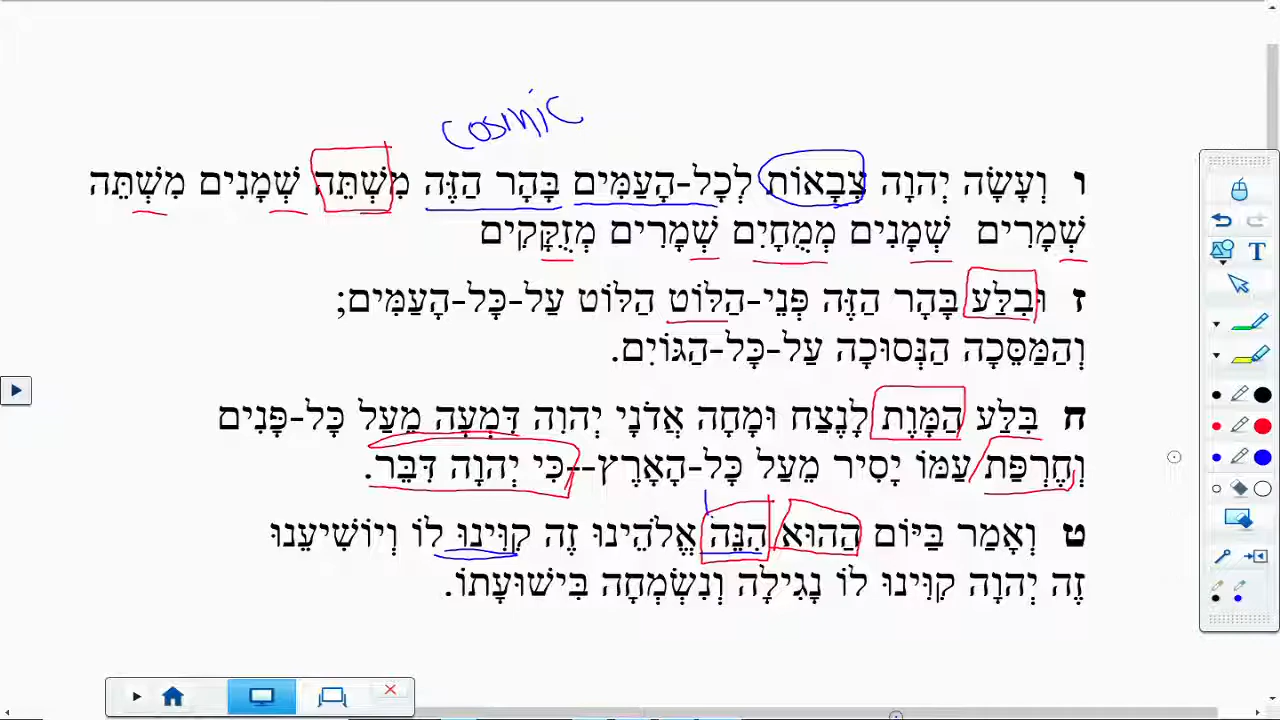 cosmic
ו וְעָשָׂה יְהוָה צְבָאוֹת לְכָל-הָעַמִּים בָּהָר הַזֶּה מִשְׁתֵּה שְׁמָנִים מִשְׁתֵּה
שְׁמָרִים שְׁמָנִים מְמֻחָיִם שְׁמָרִים מְזֻקָּקִים
ז וּבִלַּע בָּהָר הַזֶּה פְּנֵי-הַלּוֹט הַלּוֹט עַל-כָּל-הָעַמִּים;
וְהַמַּסֵּכָה הַנְּסוּכָה עַל-כָּל-הַגּוֹיִם.
ח בִּלַּע הַמָּוֶת לָנֶצַח וּמָחָה אֲדֹנָי יְהוִה דִּמְעָה מֵעַל כָּל-פָּנִים
וְחֶרְפַּת עַמּוֹ יָסִיר מֵעַל כָּל-הָאָרֶץ--כִּי יְהוָה דִּבֵּר.
ט וְאָמַר בַּיּוֹם הַהוּא הִנֵּה אֱלֹהֵינוּ זֶה קִוִּינוּ לוֹ וְיוֹשִׁיעֵנוּ
זֶה יְהוָה קִוִּינוּ לוֹ נָגִילָה וְנִשְׂמְחָה בִּישׁוּעָתוֹ.
T